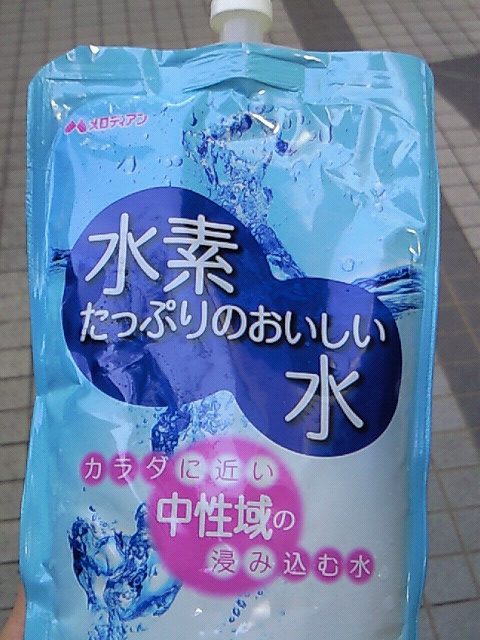 メロディアン
水素
たっぷりのおいしい
水
カラダに近い
中性域の
浸み込む水